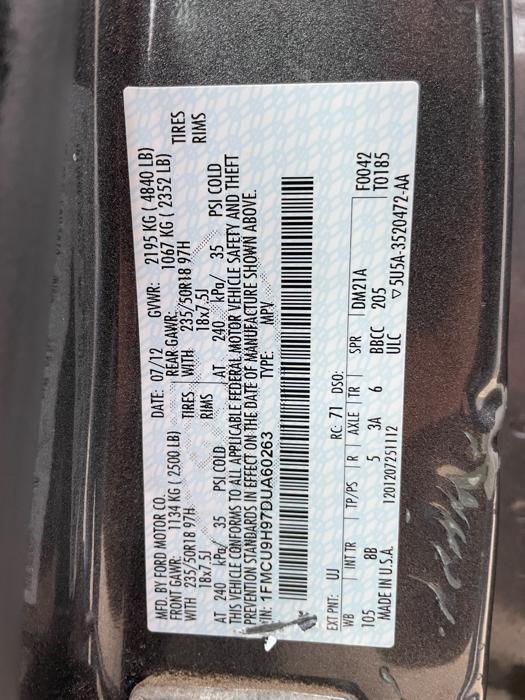 MFD. BY FORD MOTOR CO.
DATE: 07/12 GVWR: 2195 KG ( 4840 LB)
FRONT GAWR: 1134 KG ( 2500 LB) REAR GAWR: 1067 KG ( 2352 LB)
WITH: 235/50R18 97H TIRES WITH 235/50R18 97H TIRES
18x7.5J RIMS 18x7.5J RIMS
AT 240 kPa/ 35 PSI COLD AT 240 kPa/ 35 PSI COLD
THIS VEHICLE CONFORMS TO ALL APPLICABLE FEDERAL MOTOR VEHICLE SAFETY AND THEFT
PREVENTION STANDARDS IN EFFECT ON THE DATE OF MANUFACTURE SHOWN ABOVE.
IN: 1FMCU9H97DUA60263 TYPE: MPV
EXT PNT: UJ RC: 71 DSO: F0042
WB INT TR TP/PS R AXLE TR SPR DM21A T0185
105 8B 5 3A 6 BBCC 205
MADE IN U.S.A. 1201207251112 ULC ▽5U5A-3520472-AA